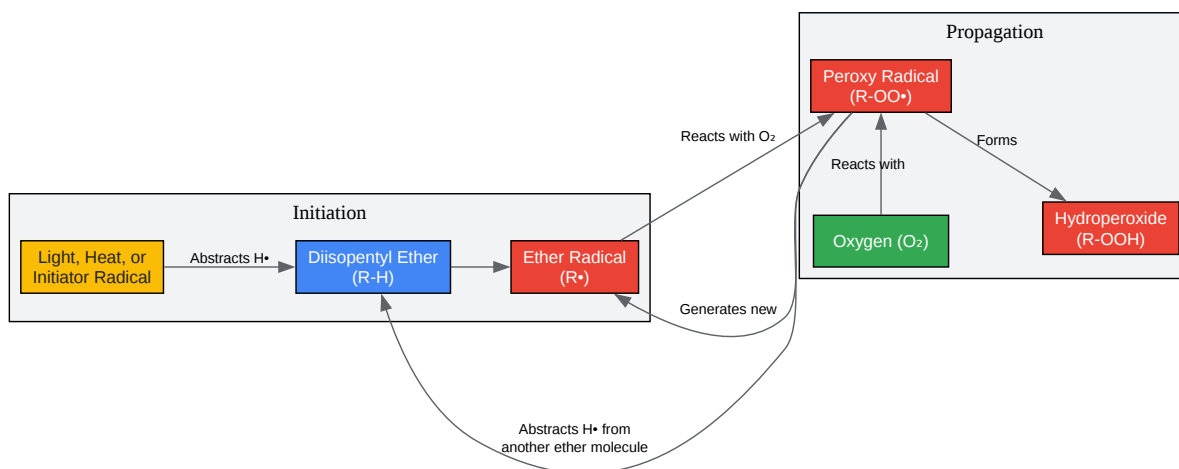 Propagation
Peroxy Radical
(R-OO•)
Reacts with O₂
Forms
Reacts with
Initiation
Hydroperoxide
(R-OOH)
Oxygen (O₂)
Light, Heat, or
Initiator Radical
Abstracts H•
Diisopentyl Ether
(R-H)
Ether Radical
(R•)
Generates new
Abstracts H• from
another ether molecule